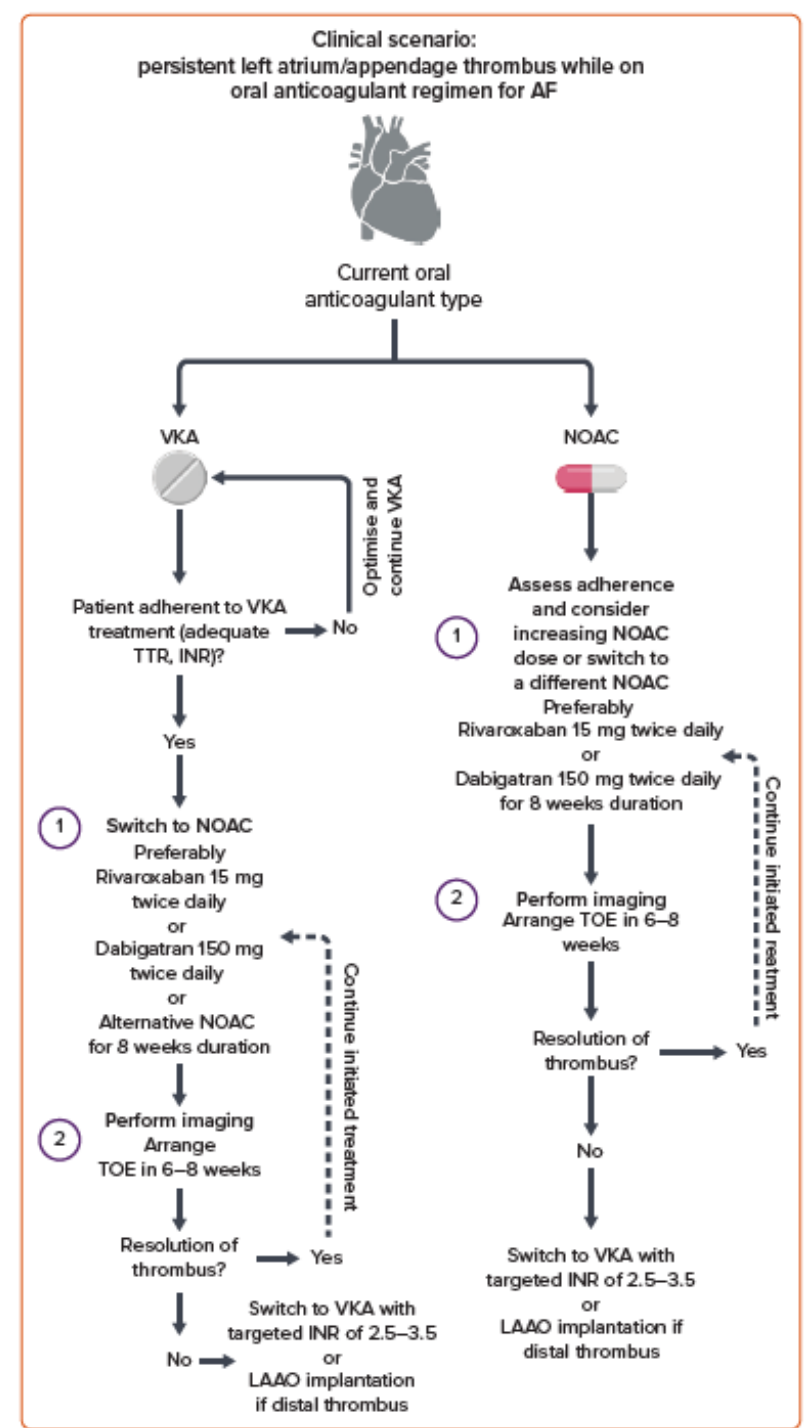 Clinical scenario:
persistent left atrium/appendage thrombus while on
oral anticoagulant regimen for AF
Current oral
anticoagulant type
VKA
Optimise and
continue VKA
Patient adherent to VKA
treatment (adequate
TTR, INR)?
No
Yes
1
Switch to NOAC
Preferably
Rivaroxaban 15 mg
twice daily
or
Dabigatran 150 mg
twice daily
or
Alternative NOAC
for 8 weeks duration
Continue initiated treatment
2
Perform imaging
Arrange
TOE in 6–8 weeks
Resolution of
thrombus?
Yes
No
Switch to VKA with
targeted INR of 2.5–3.5
or
LAAO implantation
if distal thrombus
NOAC
1
Assess adherence
and consider
increasing NOAC
dose or switch to
a different NOAC
Preferably
Rivaroxaban 15 mg twice daily
or
Dabigatran 150 mg twice daily
for 8 weeks duration
Continue initiated reatment
2
Perform imaging
Arrange TOE in 6–8
weeks
Resolution of
thrombus?
Yes
No
Switch to VKA with
targeted INR of 2.5–3.5
or
LAAO implantation if
distal thrombus